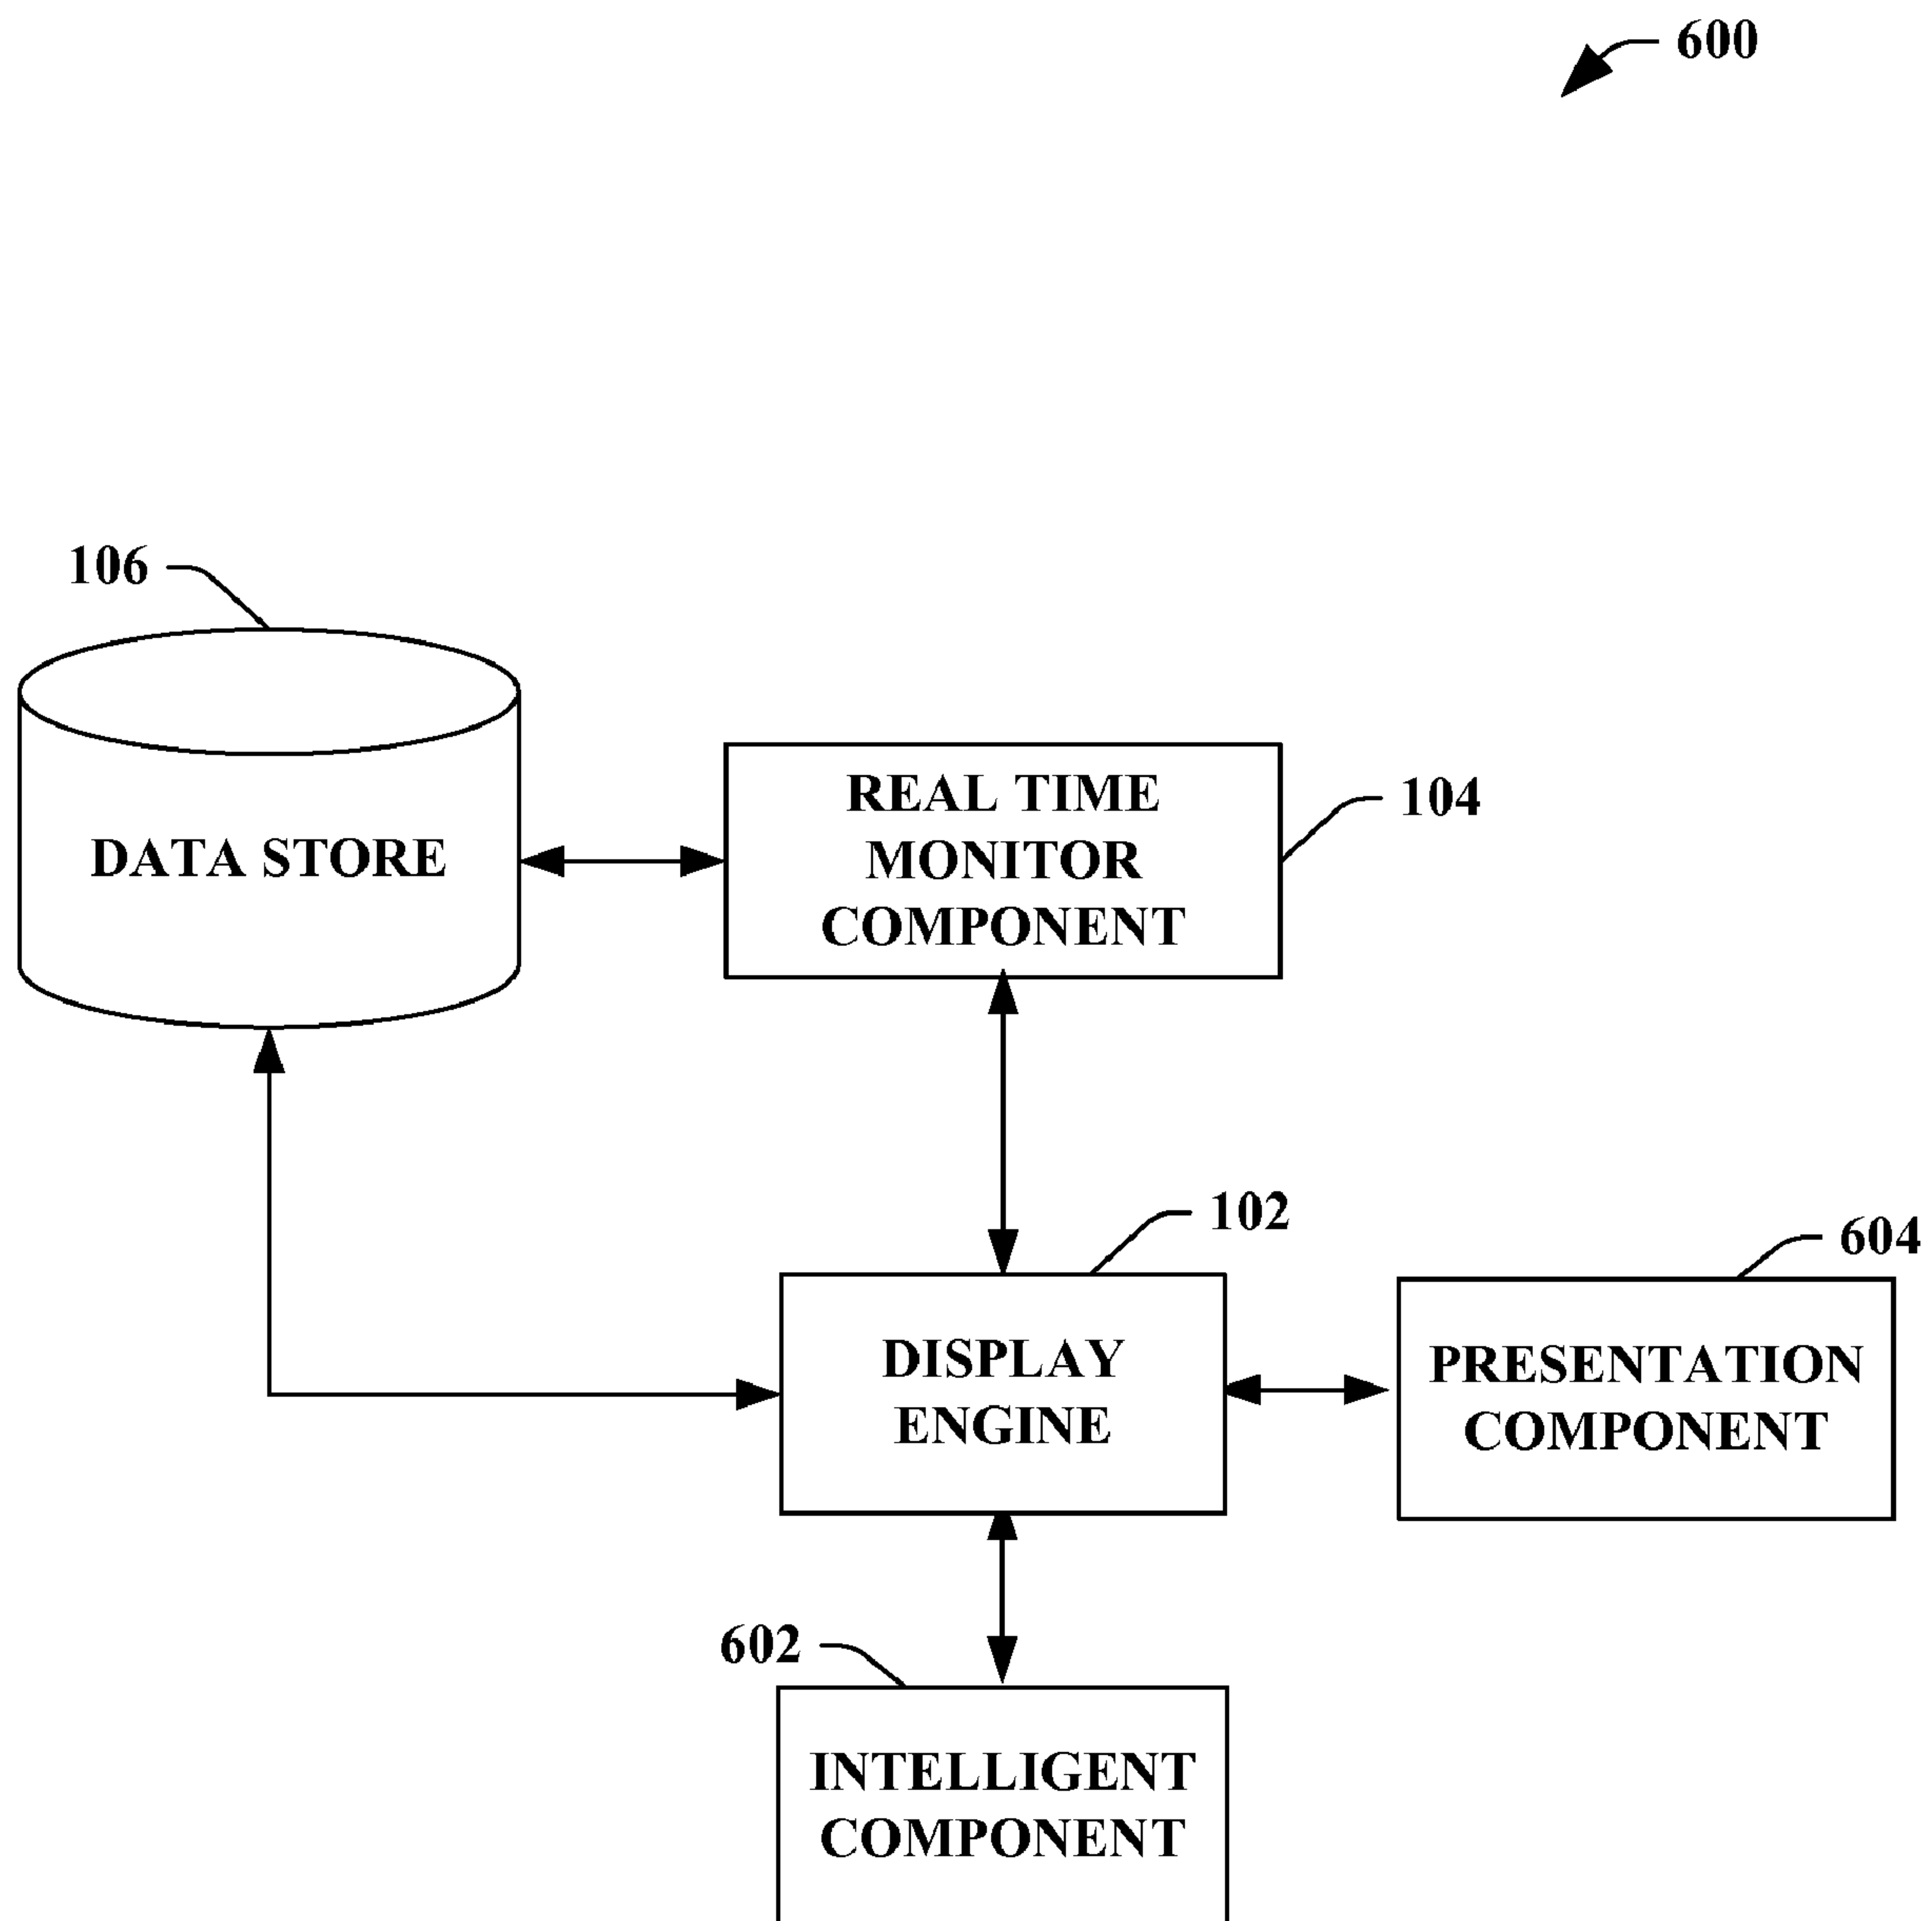 600
106
DATA STORE
REAL TIME
MONITOR
COMPONENT
104
102
604
DISPLAY
ENGINE
PRESENTATION
COMPONENT
602
INTELLIGENT
COMPONENT